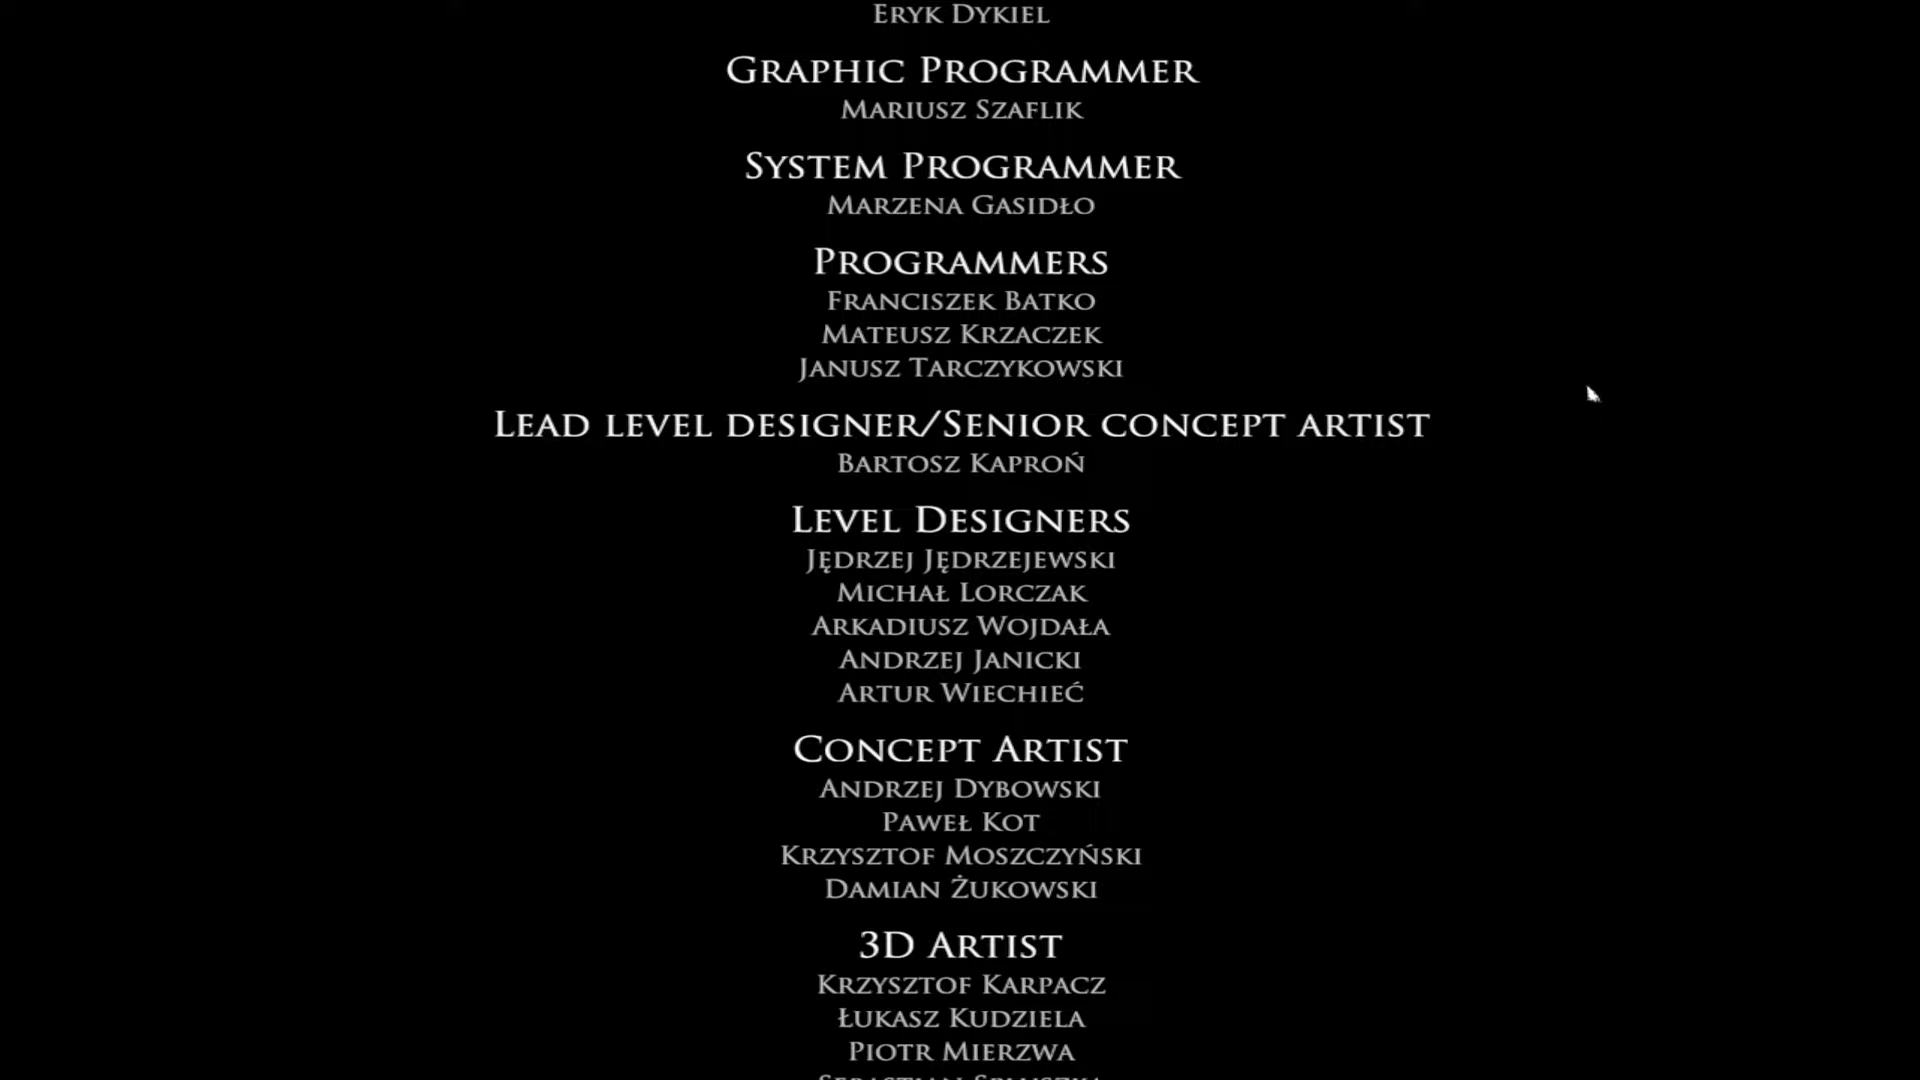 Eryk Dykiel
Graphic Programmer
Mariusz Szaflik
System Programmer
Marzena Gasidło
Programmers
Franciszek Batko
Mateusz Krzaczek
Janusz Tarczykowski
Lead level designer/Senior concept artist
Bartosz Kaproń
Level Designers
Jędrzej Jędrzejewski
Michał Lorczak
Arkadiusz Wojdała
Andrzej Janicki
Artur Wiechieć
Concept Artist
Andrzej Dybowski
Paweł Kot
Krzysztof Moszczyński
Damian Żukowski
3D Artist
Krzysztof Karpacz
Łukasz Kudziela
Piotr Mierzwa